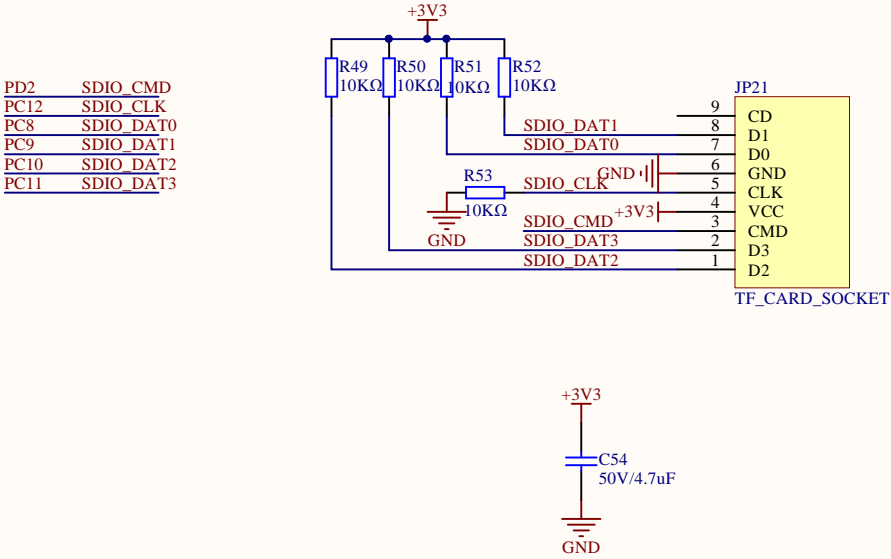 +3V3
R49
10KΩ
R50
10KΩ
R51
10KΩ
R52
10KΩ
PD2 SDIO_CMD
PC12 SDIO_CLK
PC8 SDIO_DAT0
PC9 SDIO_DAT1
PC10 SDIO_DAT2
PC11 SDIO_DAT3
JP21
9 CD
SDIO_DAT1 8 D1
SDIO_DAT0 7 D0
GND 6 GND
R53
10KΩ
GND
SDIO_CLK 5 CLK
+3V3 4 VCC
SDIO_CMD 3 CMD
SDIO_DAT3 2 D3
SDIO_DAT2 1 D2
TF_CARD_SOCKET
+3V3
C54
50V/4.7uF
GND